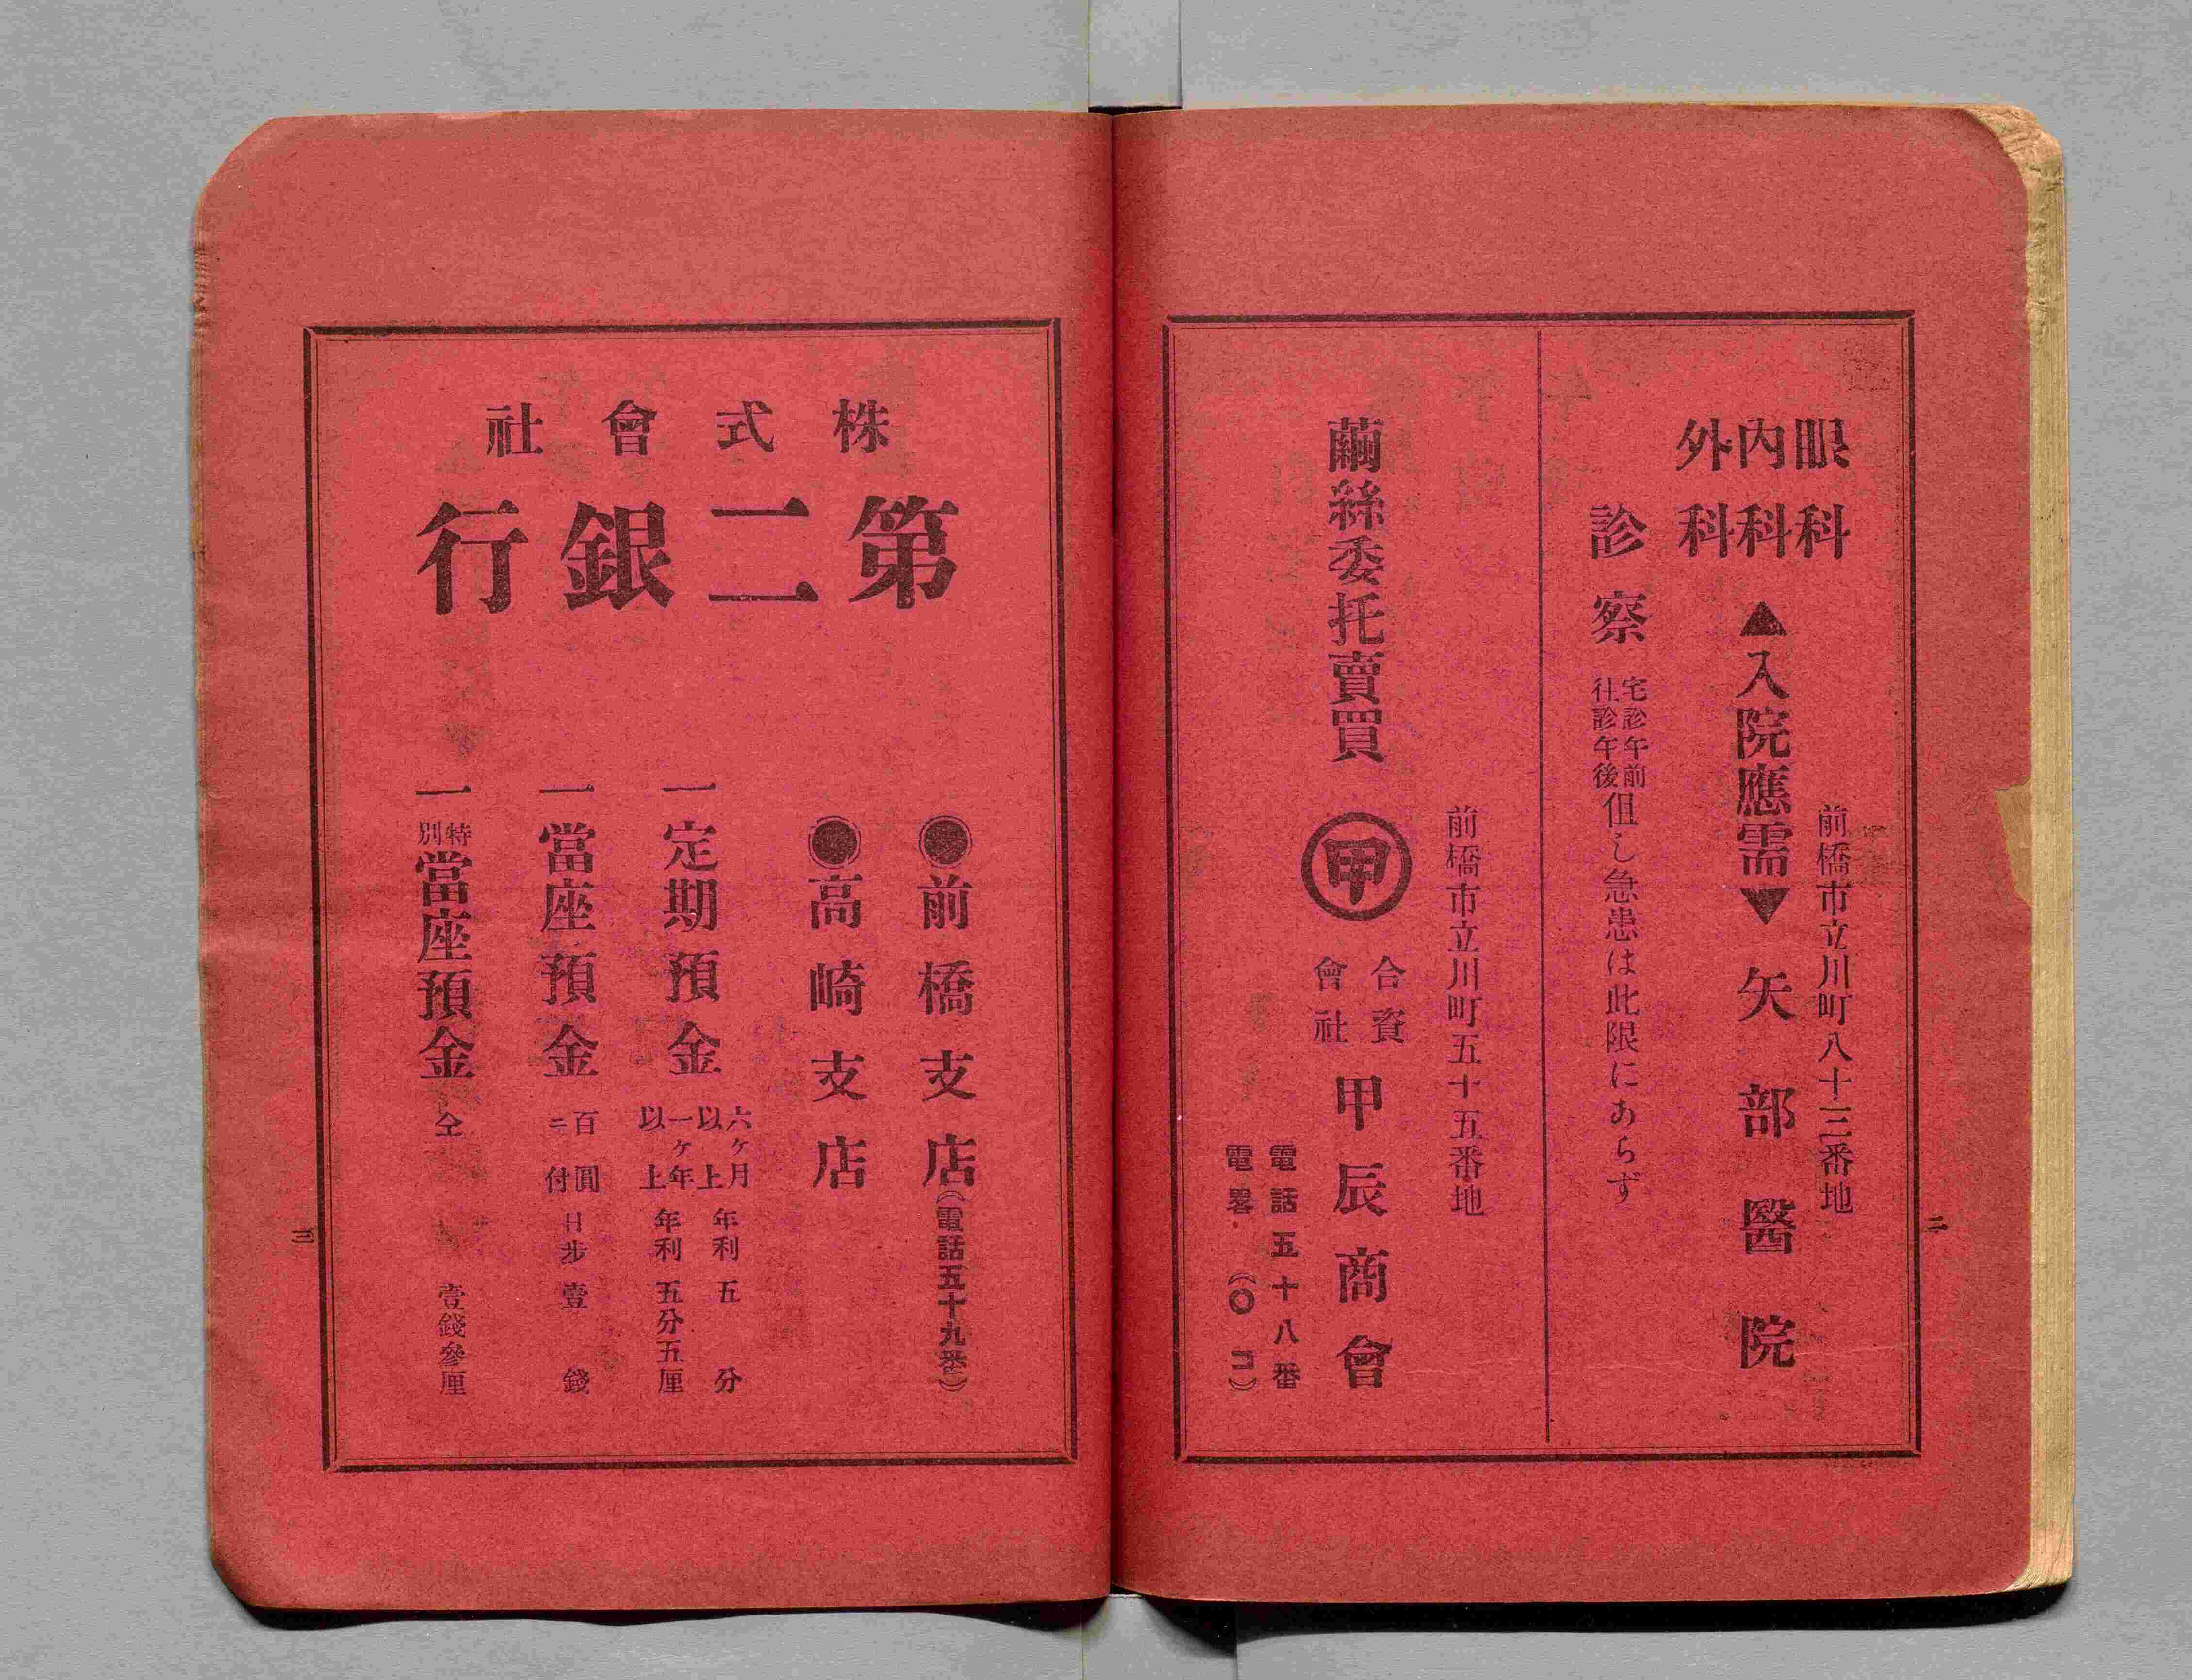 二
前橋市立川町八十三番地
眼科
内科
外科
▲入院應需▼
矢部醫院
診察
宅診午前
往診午後
但し急患は此限にあらず
前橋市立川町五十五番地
繭絲委托賣買
甲
合資
會社
甲辰商會
電話五十八番
電畧(〇コ)
株式會社
第二銀行
●前橋支店(電話五十九番)
●高崎支店
一定期預金
六ヶ月以上 年利五分
一ヶ年以上 年利五分五厘
一當座預金 百圓ニ付 日步壹錢
一特別當座預金 仝 壹錢參厘
三